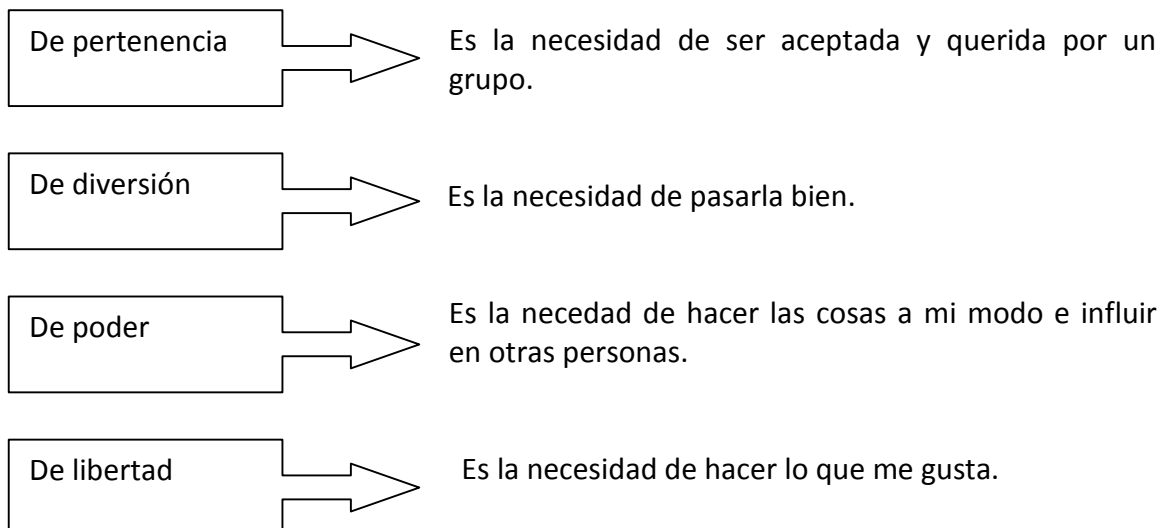 De pertenencia
Es la necesidad de ser aceptada y querida por un
grupo.
De diversión
Es la necesidad de pasarla bien.
De poder
Es la necedad de hacer las cosas a mi modo e influir
en otras personas.
De libertad
Es la necesidad de hacer lo que me gusta.